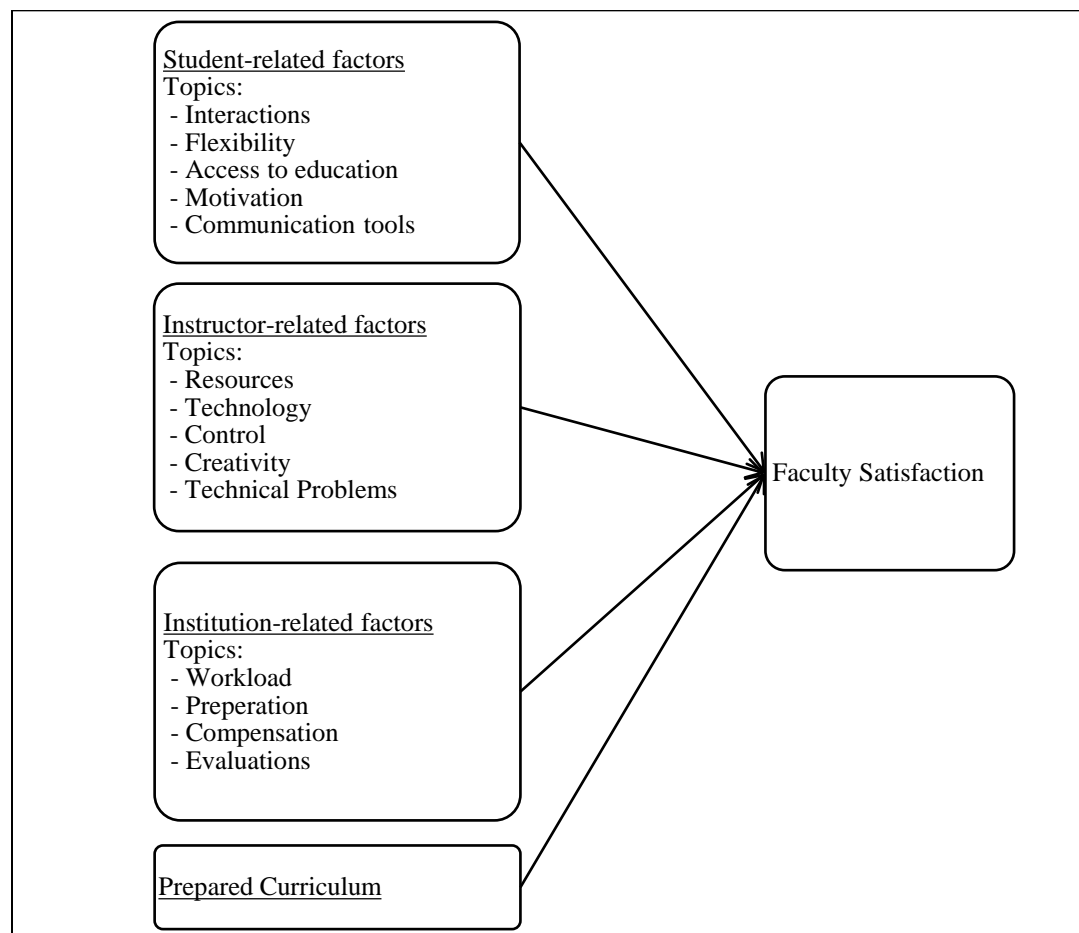 Student-related factors
Topics:
- Interactions
- Flexibility
- Access to education
- Motivation
- Communication tools
Instructor-related factors
Topics:
- Resources
- Technology
- Control
- Creativity
- Technical Problems
Institution-related factors
Topics:
- Workload
- Preperation
- Compensation
- Evaluations
Prepared Curriculum
Faculty Satisfaction